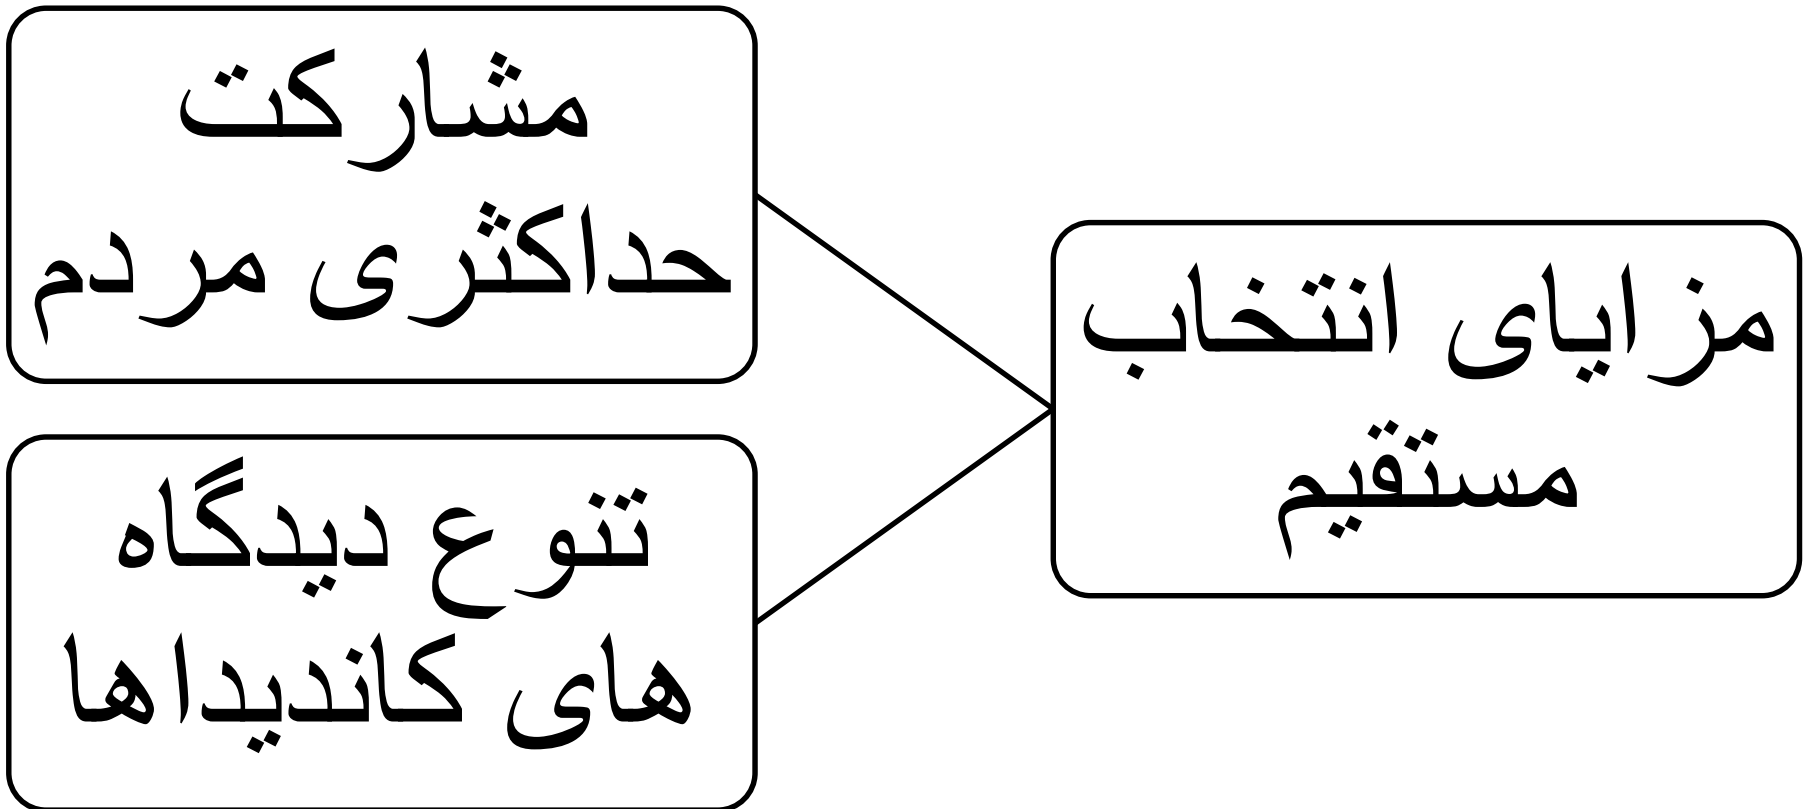 مزایای انتخاب
مستقیم
مشارکت
حداکثری مردم
تنوع دیدگاه
های کاندیداها